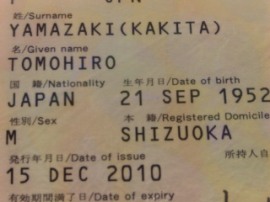 JPN
姓/Surname
YAMAZAKI(KAKITA)
名/Given name
TOMOHIRO
国 籍/Nationality 生年月日/Date of birth
JAPAN 21 SEP 1952
性別/Sex 本 籍/Registered Domicile
M SHIZUOKA
発行年月日/Date of issue 所持人自
15 DEC 2010
有効期間満了日/Date of expiry